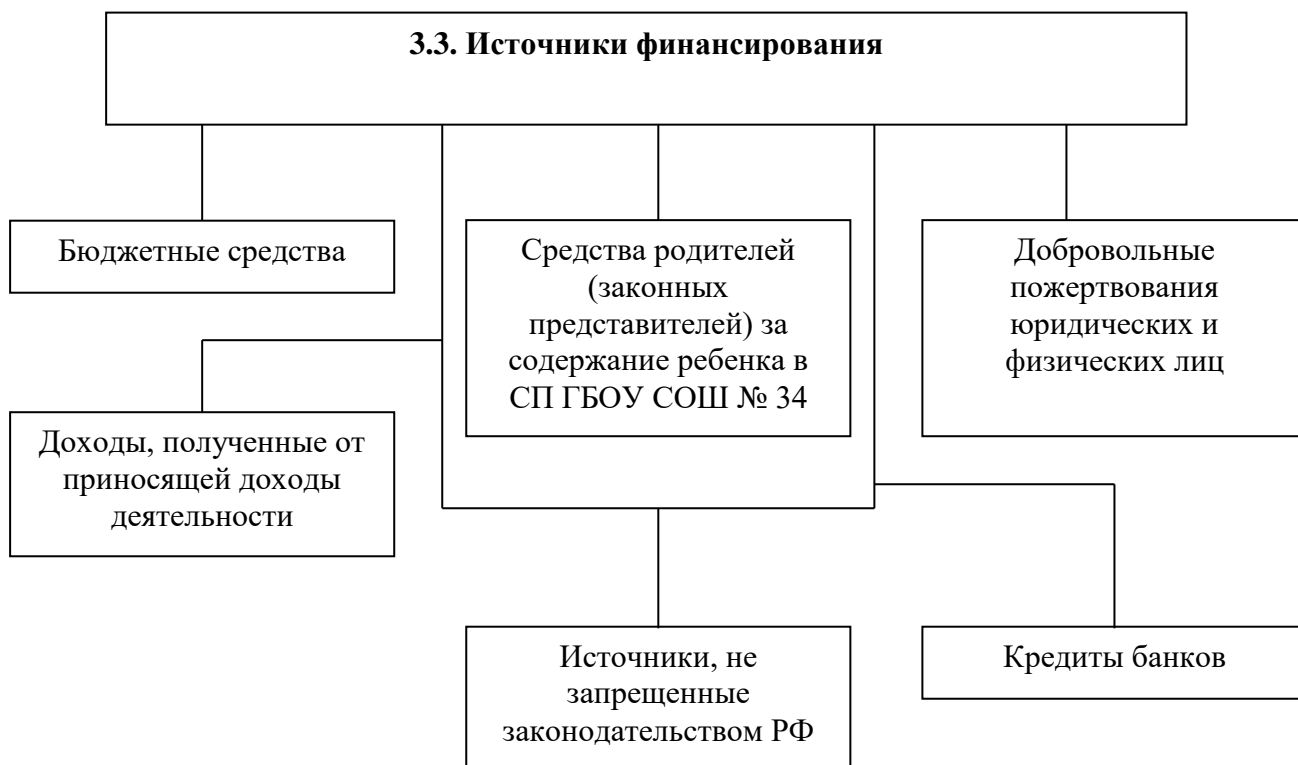 3.3. Источники финансирования
Бюджетные средства
Средства родителей
(законных
представителей) за
содержание ребенка в
СП ГБОУ СОШ № 34
Добровольные
пожертвования
юридических и
физических лиц
Доходы, полученные от
приносящей доходы
деятельности
Источники, не
запрещенные
законодательством РФ
Кредиты банков